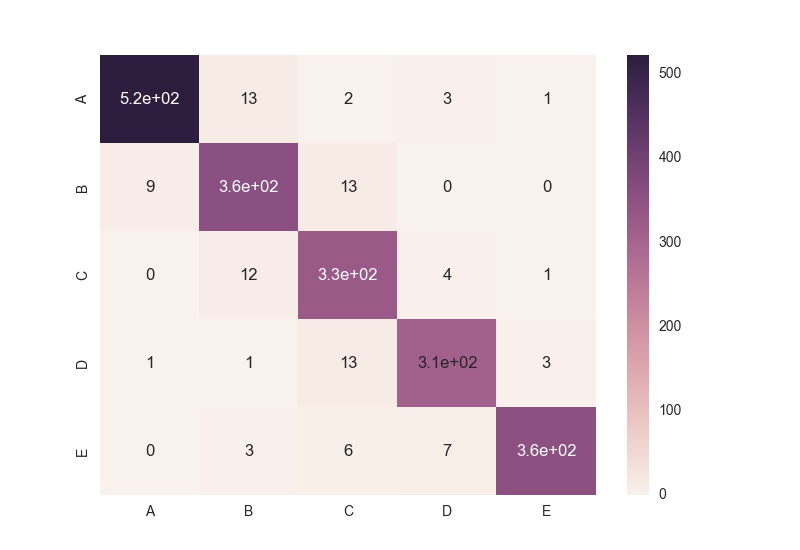 A 5.2e+02 13 2 3 1
B 9 3.6e+02 13 0 0
C 0 12 3.3e+02 4 1
D 1 1 13 3.1e+02 3
E 0 3 6 7 3.6e+02
A B C D E
500
400
300
200
100
0